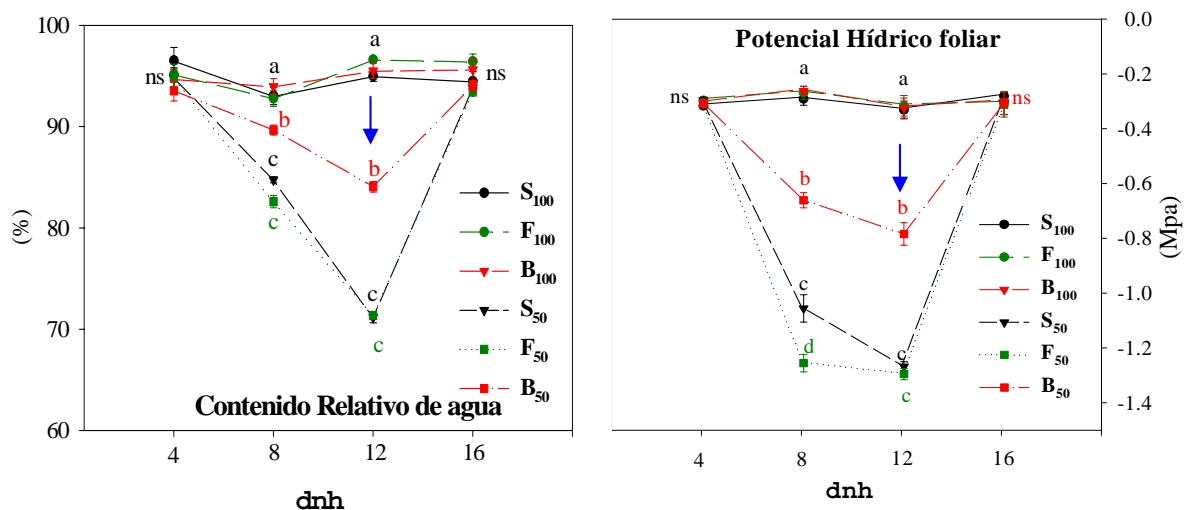 100
90
80
70
60
(%)
ns
a
a
ns
b
c
c
b
c
c
S100
F100
B100
S50
F50
B50
Contenido Relativo de agua
4 8 12 16
dnh
Potencial Hídrico foliar
ns
a
a
ns
b
b
c
d
c
c
S100
F100
B100
S50
F50
B50
0.0
-0.2
-0.4
-0.6
-0.8
-1.0
-1.2
-1.4
(Mpa)
4 8 12 16
dnh